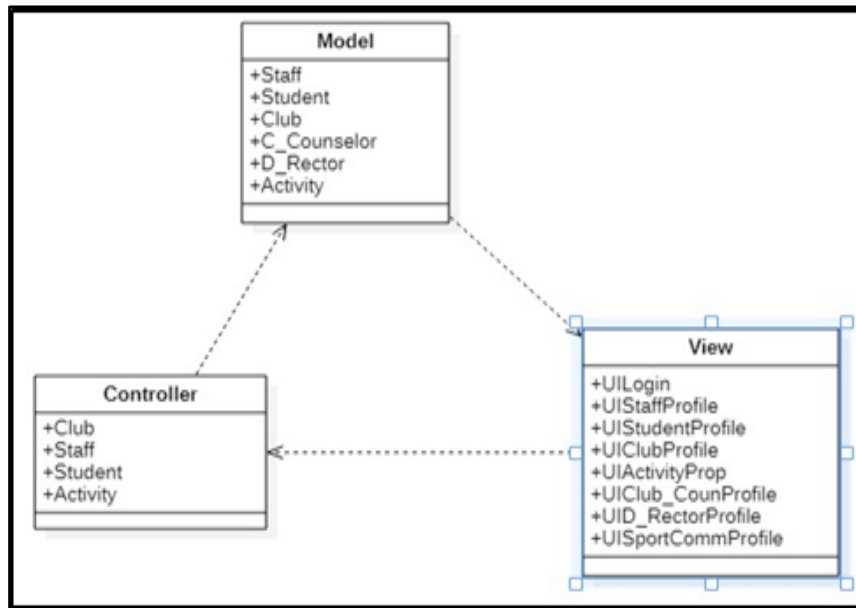 Model
+Staff
+Student
+Club
+C_Counselor
+D_Rector
+Activity
Controller
+Club
+Staff
+Student
+Activity
View
+UILogin
+UIStaffProfile
+UIStudentProfile
+UIClubProfile
+UIActivityProp
+UIClub_CounProfile
+UID_RectorProfile
+UISportCommProfile